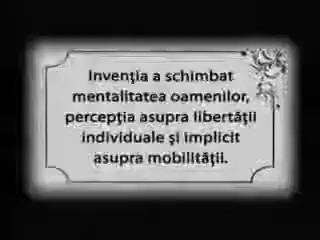 Invenţia a schimbat
mentalitatea oamenilor,
percepţia asupra libertăţii
individuale şi implicit
asupra mobilităţii.